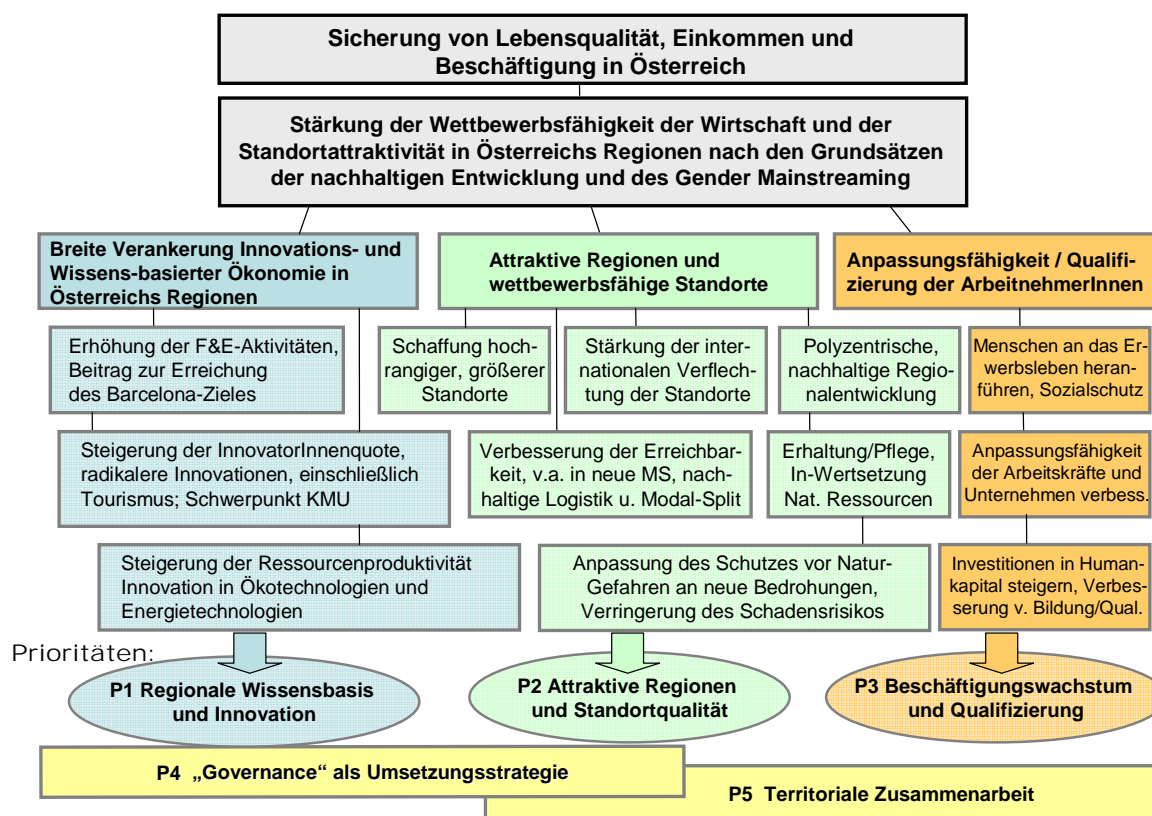 Sicherung von Lebensqualität, Einkommen und
Beschäftigung in Österreich
Stärkung der Wettbewerbsfähigkeit der Wirtschaft und der
Standortattraktivität in Österreichs Regionen nach den Grundsätzen
der nachhaltigen Entwicklung und des Gender Mainstreaming
Breite Verankerung Innovations- und
Wissens-basierter Ökonomie in
Österreichs Regionen
Erhöhung der F&E-Aktivitäten,
Beitrag zur Erreichung
des Barcelona-Zieles
Steigerung der InnovatorInnenquote,
radikalere Innovationen, einschließlich
Tourismus; Schwerpunkt KMU
Steigerung der Ressourcenproduktivität
Innovation in Ökotechnologien und
Energietechnologien
Attraktive Regionen und
wettbewerbsfähige Standorte
Schaffung hoch-
rangiger, größerer
Standorte
Stärkung der inter-
nationalen Verflech-
tung der Standorte
Polyzentrische,
nachhaltige Regio-
nalentwicklung
Verbesserung der Erreichbar-
keit, v.a. in neue MS, nach-
haltige Logistik u. Modal-Split
Erhaltung/Pflege,
In-Wertsetzung
Nat. Ressourcen
Anpassung des Schutzes vor Natur-
Gefahren an neue Bedrohungen,
Verringerung des Schadensrisikos
Anpassungsfähigkeit / Qualifi-
zierung der ArbeitnehmerInnen
Menschen an das Er-
werbsleben heran-
führen, Sozialschutz
Anpassungsfähigkeit
der Arbeitskräfte und
Unternehmen verbess.
Investitionen in Human-
kapital steigern, Verbes-
serung v. Bildung/Qual.
Prioritäten:
P1 Regionale Wissensbasis
und Innovation
P2 Attraktive Regionen
und Standortqualität
P3 Beschäftigungswachstum
und Qualifizierung
P4 „Governance“ als Umsetzungsstrategie
P5 Territoriale Zusammenarbeit